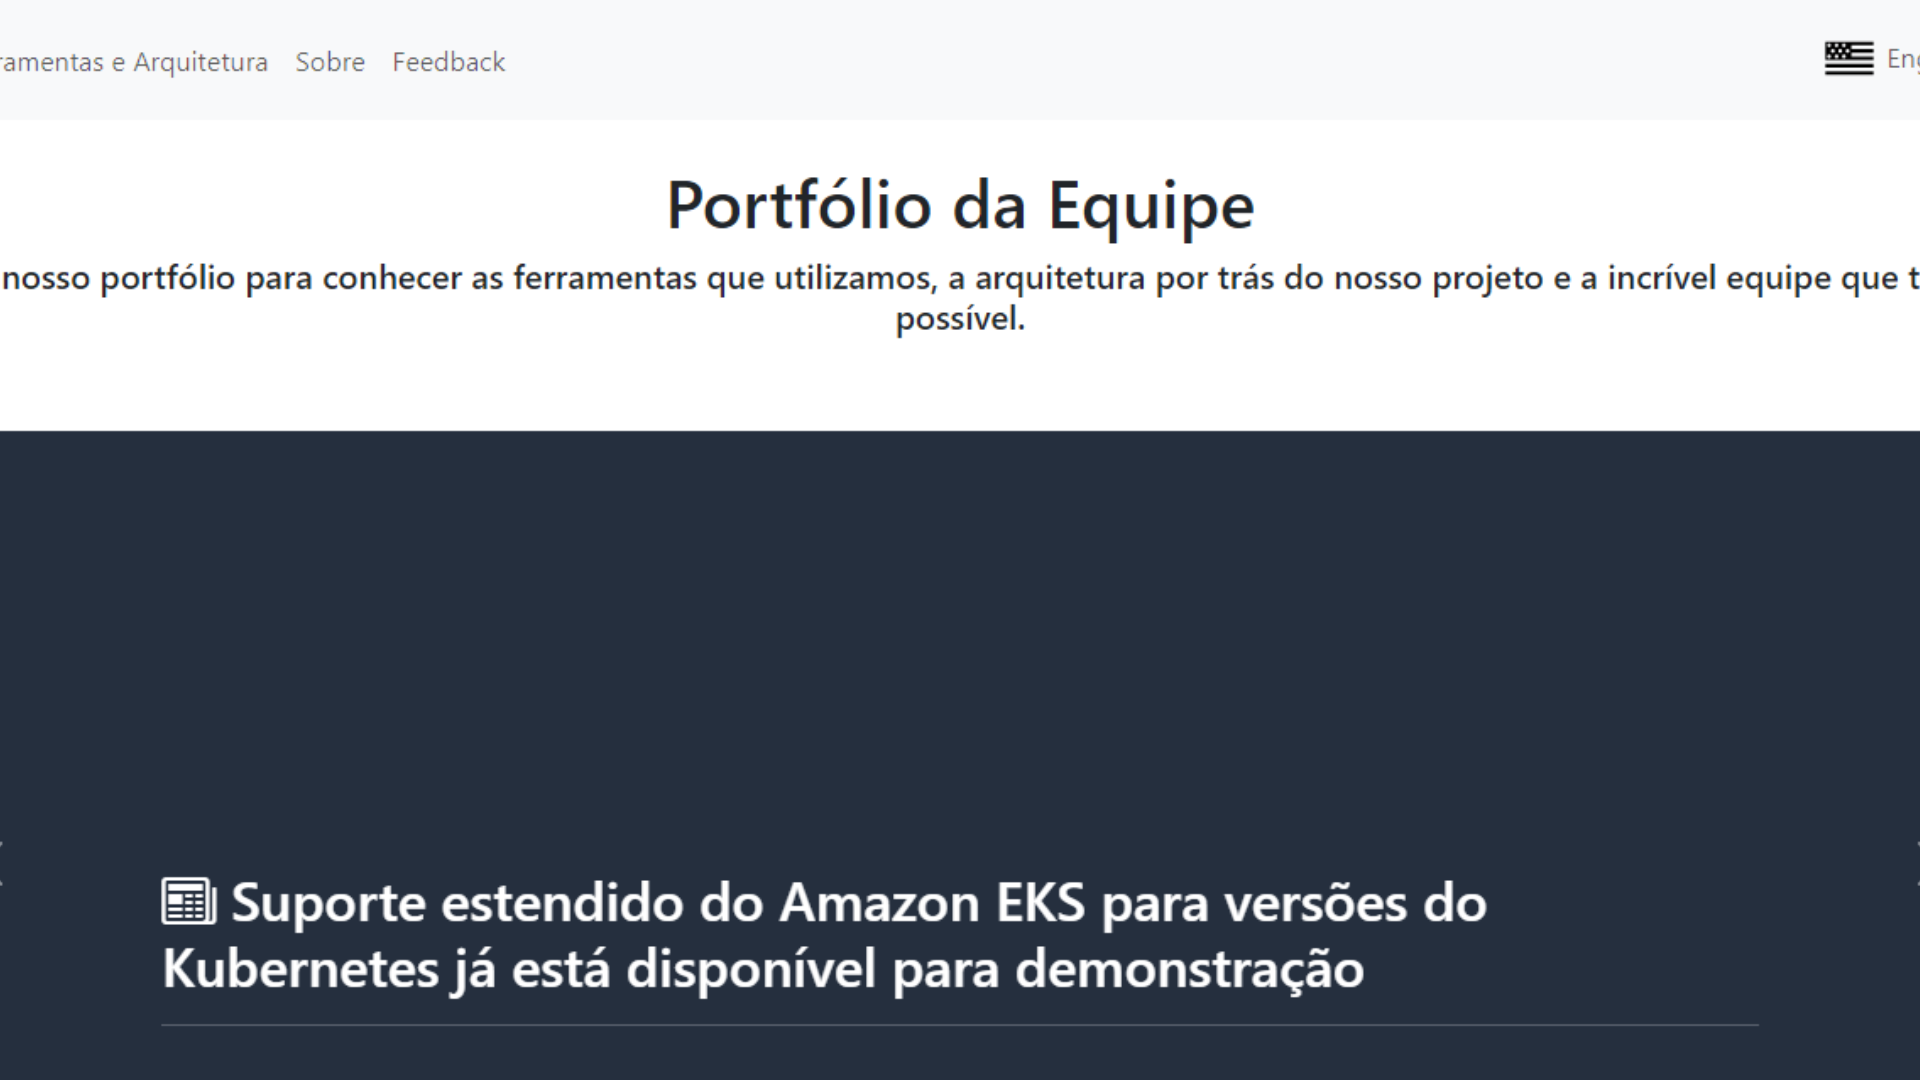 e Arquitetura Sobre Feedback
Portfólio da Equipe
nosso portfólio para conhecer as ferramentas que utilizamos, a arquitetura por trás do nosso projeto e a incrível equipe que
possível.
Suporte estendido do Amazon EKS para versões do
Kubernetes já está disponível para demonstração